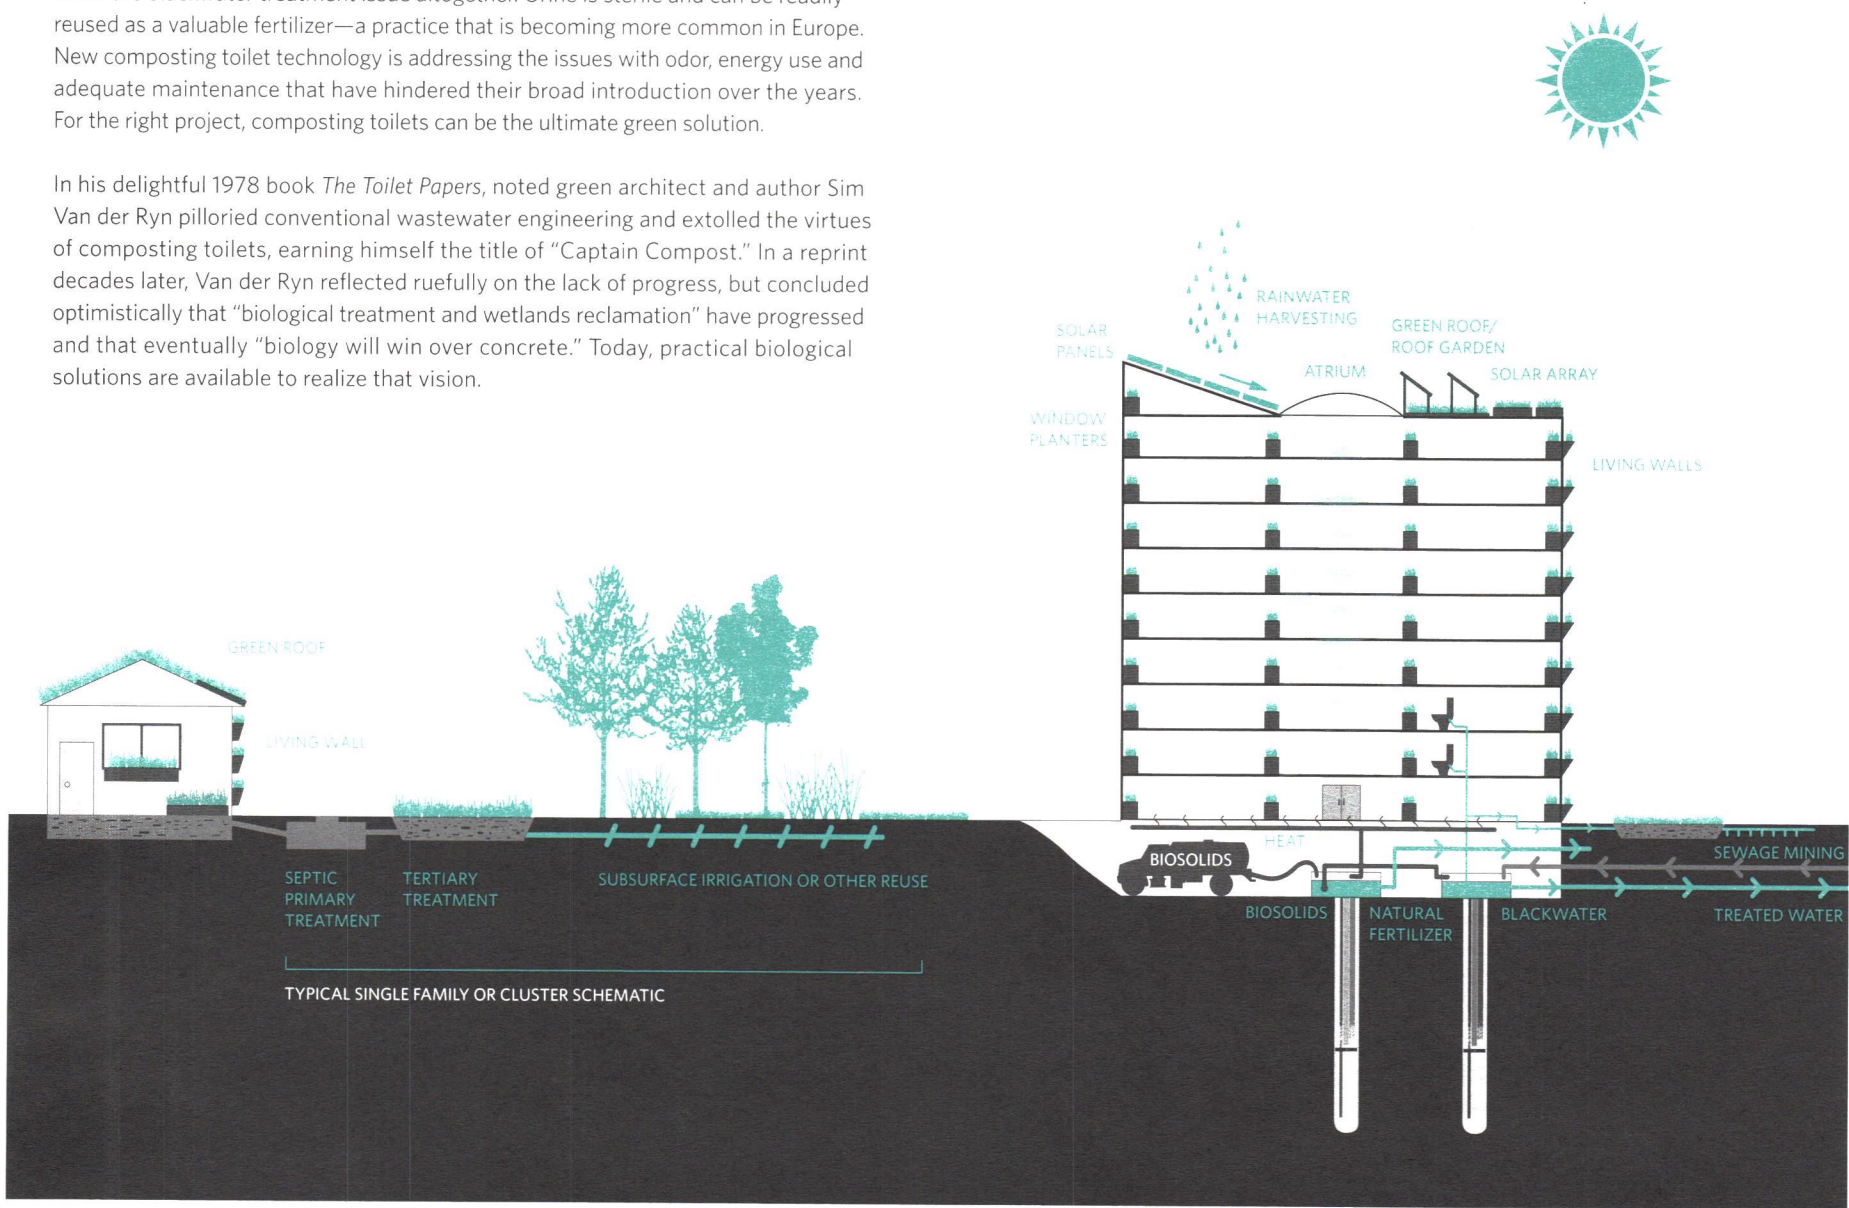 reused as a valuable fertilizer—a practice that is becoming more common in Europe.
New composting toilet technology is addressing the issues with odor, energy use and
adequate maintenance that have hindered their broad introduction over the years.
For the right project, composting toilets can be the ultimate green solution.
In his delightful 1978 book The Toilet Papers, noted green architect and author Sim
Van der Ryn pilloried conventional wastewater engineering and extolled the virtues
of composting toilets, earning himself the title of “Captain Compost.” In a reprint
decades later, Van der Ryn reflected ruefully on the lack of progress, but concluded
optimistically that “biological treatment and wetlands reclamation” have progressed
and that eventually “biology will win over concrete.” Today, practical biological
solutions are available to realize that vision.
RAINWATER
HARVESTING
SOLAR
PANELS
GREEN ROOF/
ROOF GARDEN
ATRIUM
SOLAR ARRAY
WINDOW
PLANTERS
LIVING WALLS
GREEN ROOF
LIVING WALL
HEAT
BIOSOLIDS
SEWAGE MINING
SEPTIC
PRIMARY
TREATMENT
TERTIARY
TREATMENT
SUBSURFACE IRRIGATION OR OTHER REUSE
BIOSOLIDS
NATURAL
FERTILIZER
BLACKWATER
TREATED WATER
TYPICAL SINGLE FAMILY OR CLUSTER SCHEMATIC